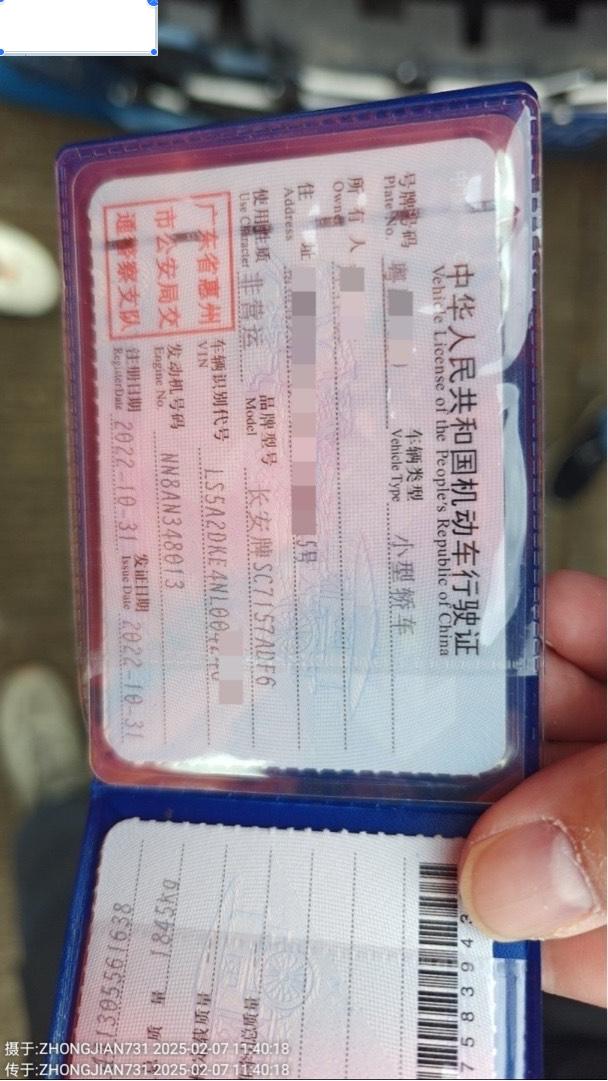 中华人民共和国机动车行驶证
Vehicle License of the People's Republic of China
号牌号码
Plate No.
粤
车辆类型
Vehicle Type
小型轿车
所有人
Owner
住址
Address
5号
使用性质
Use Character
非营运
品牌型号
Model
长安牌SC7157ADF6
广东省惠州
市公安局交
通警察支队
车辆识别代号
VIN
LS5A2DKE4N
发动机号码
Engine No.
NN8AN348013
注册日期
Register Date
2022-10-31
发证日期
Issue Date
2022-10-31
1845kg
摄于:ZHONGJIAN731 2025-02-07 11:40:18
传于:ZHONGJIAN731 2025-02-07 11:40:18